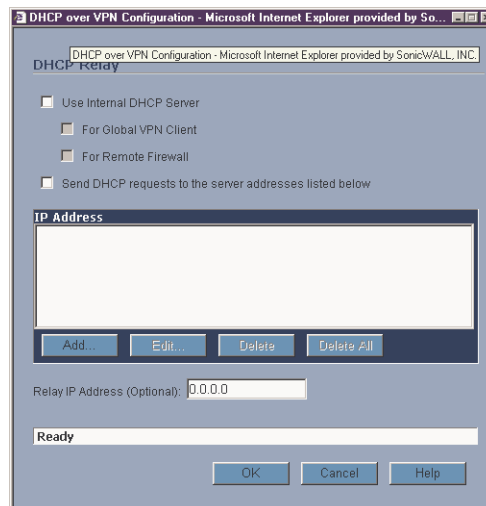 DHCP over VPN Configuration - Microsoft Internet Explorer provided by So...
DHCP over VPN Configuration - Microsoft Internet Explorer provided by SonicWALL, INC.
DHCP Relay
Use Internal DHCP Server
For Global VPN Client
For Remote Firewall
Send DHCP requests to the server addresses listed below
IP Address
Add... Edit... Delete Delete All
Relay IP Address (Optional): 0.0.0.0
Ready
OK Cancel Help